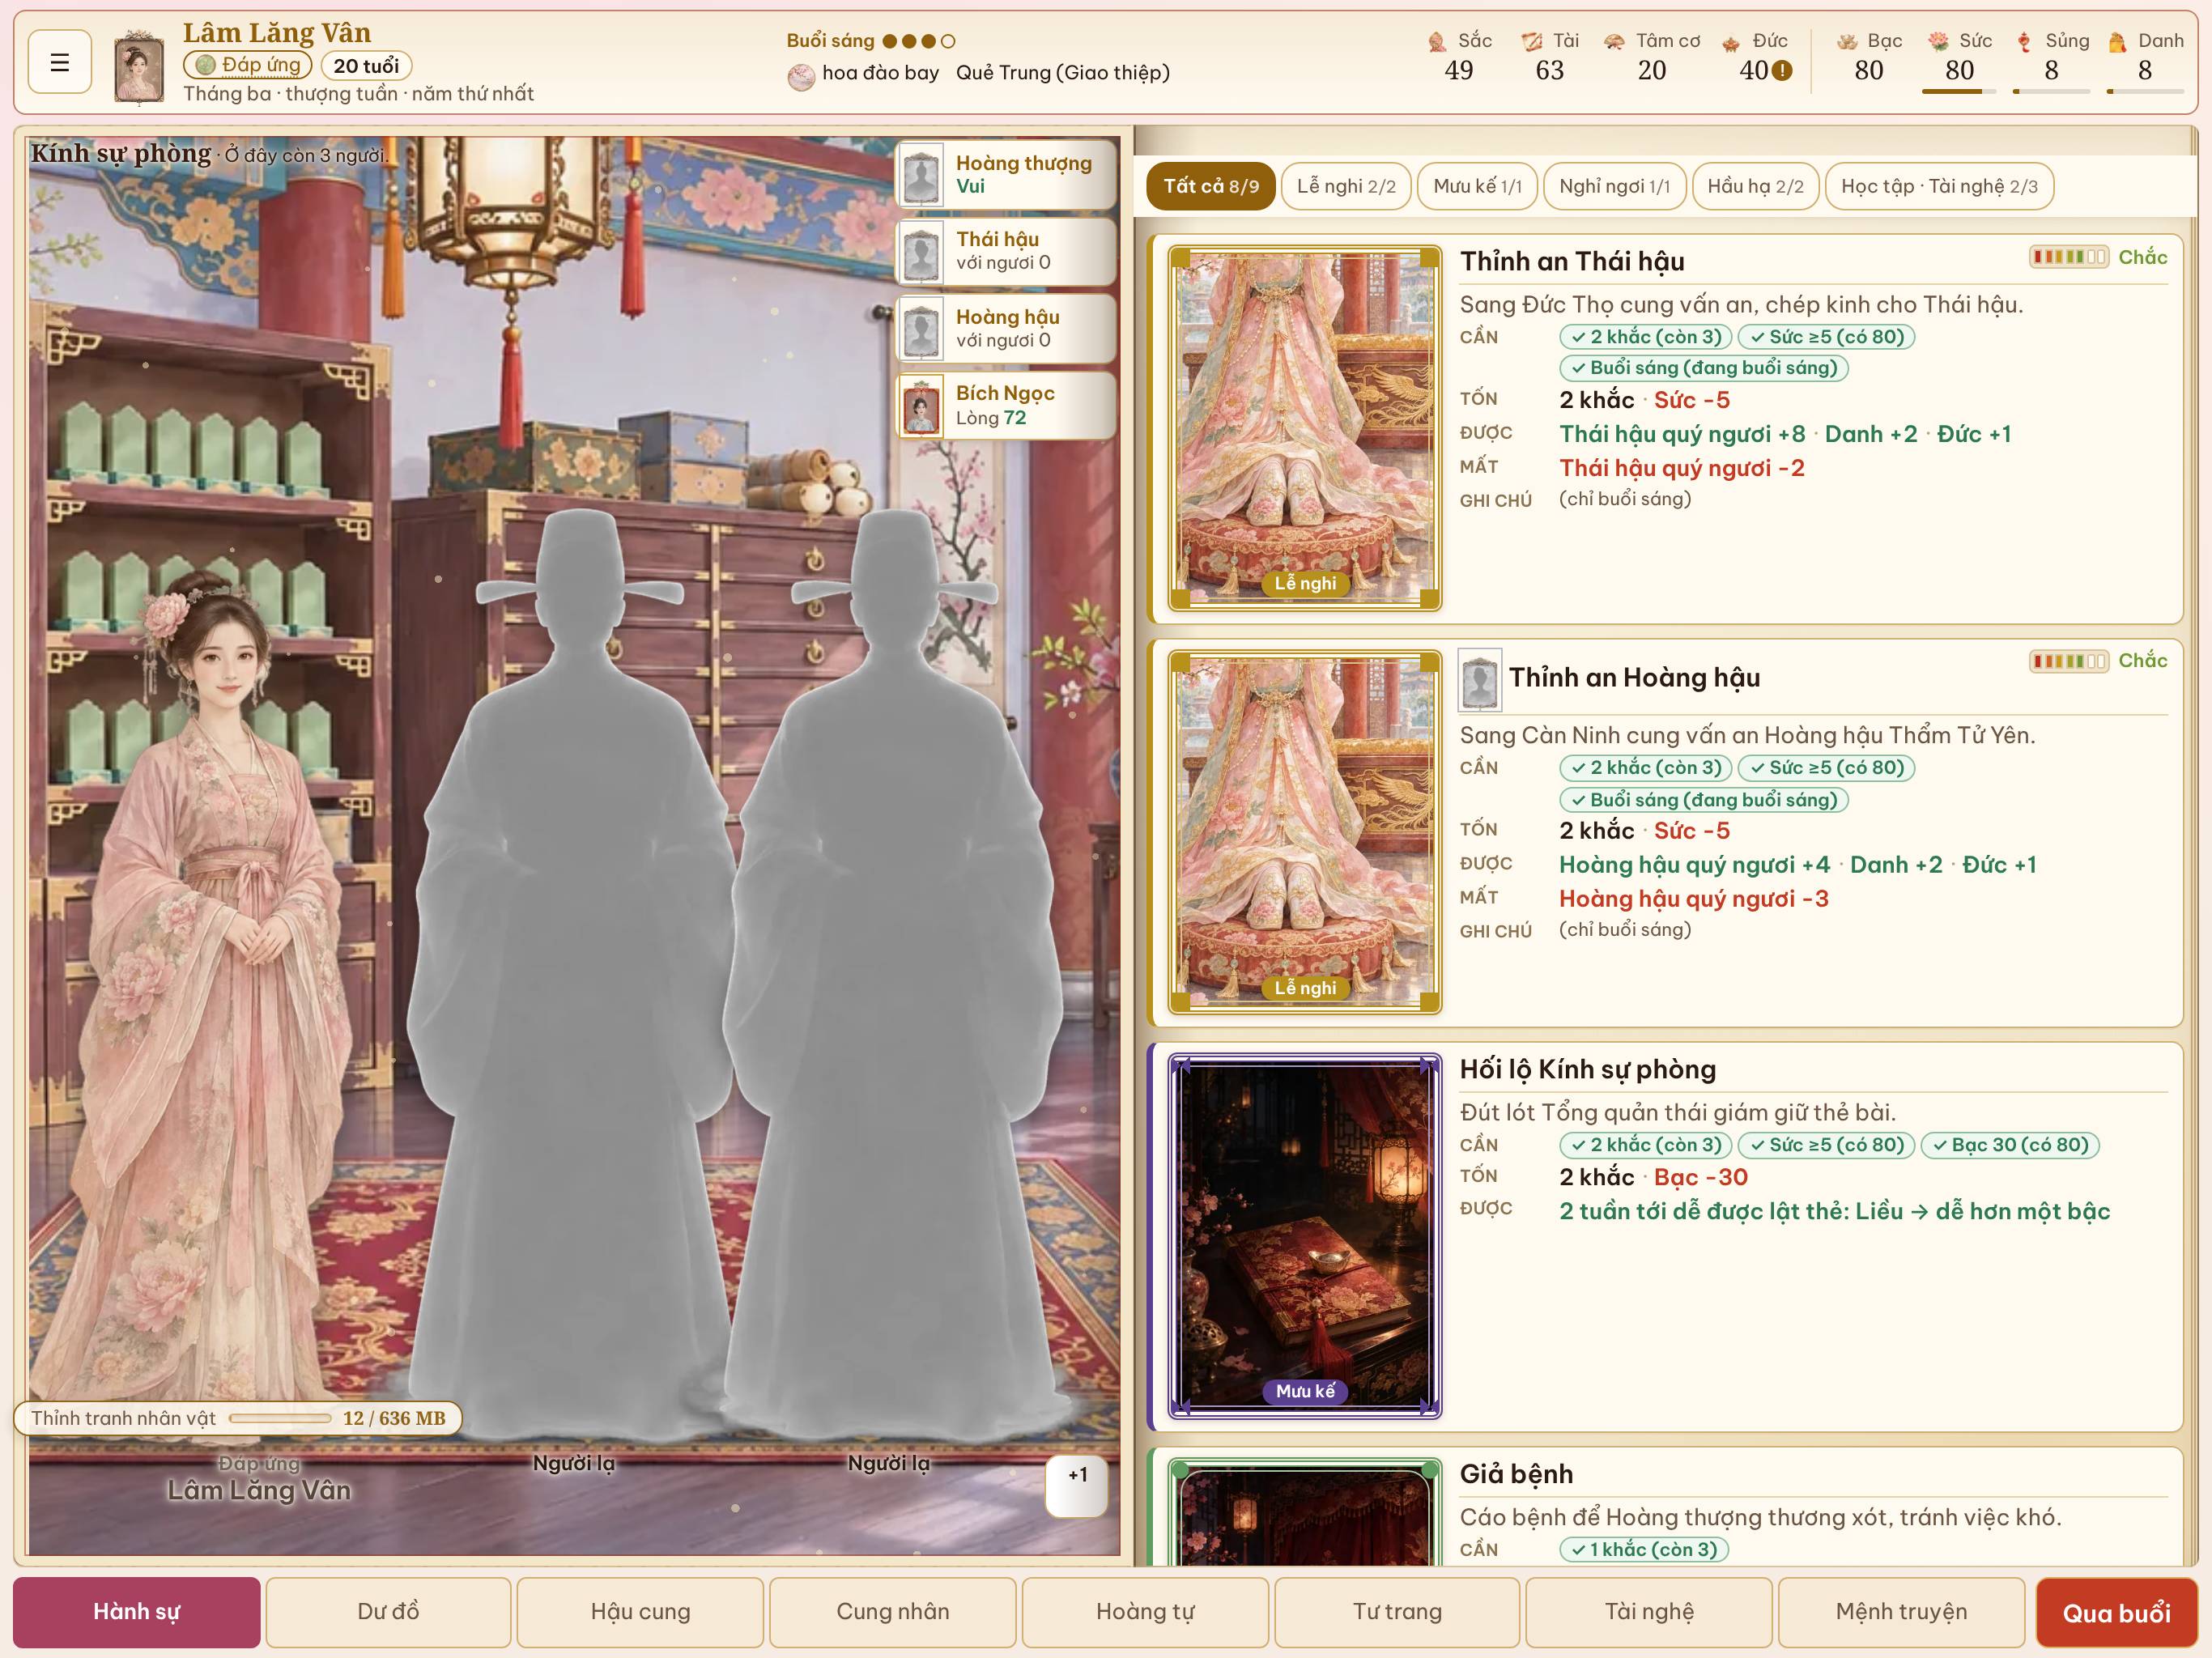 ☰
Lâm Lăng Vân
Đáp ứng 20 tuổi
Tháng ba · thượng tuần · năm thứ nhất
Buổi sáng
hoa đào bay Quẻ Trung (Giao thiệp)
Sắc Tài Tâm cơ Đức Bạc Sức Sủng Danh
49 63 20 40 ! 80 80 8 8
Kính sự phòng · Ở đây còn 3 người.
Hoàng thượng
Vui
Thái hậu
với ngươi 0
Hoàng hậu
với ngươi 0
Bích Ngọc
Lòng 72
Thỉnh tranh nhân vật 12 / 636 MB
Đáp ứng
Lâm Lăng Vân
Người lạ
Người lạ
+1
Tất cả 8/9 Lễ nghi 2/2 Mưu kế 1/1 Nghỉ ngơi 1/1 Hầu hạ 2/2 Học tập · Tài nghệ 2/3
Thỉnh an Thái hậu Chắc
Sang Đức Thọ cung vấn an, chép kinh cho Thái hậu.
CẦN ✓ 2 khắc (còn 3) ✓ Sức ≥5 (có 80)
✓ Buổi sáng (đang buổi sáng)
TỐN 2 khắc · Sức -5
ĐƯỢC Thái hậu quý ngươi +8 · Danh +2 · Đức +1
MẤT Thái hậu quý ngươi -2
GHI CHÚ (chỉ buổi sáng)
Lễ nghi
Thỉnh an Hoàng hậu Chắc
Sang Càn Ninh cung vấn an Hoàng hậu Thẩm Tử Yên.
CẦN ✓ 2 khắc (còn 3) ✓ Sức ≥5 (có 80)
✓ Buổi sáng (đang buổi sáng)
TỐN 2 khắc · Sức -5
ĐƯỢC Hoàng hậu quý ngươi +4 · Danh +2 · Đức +1
MẤT Hoàng hậu quý ngươi -3
GHI CHÚ (chỉ buổi sáng)
Lễ nghi
Hối lộ Kính sự phòng
Đút lót Tổng quản thái giám giữ thẻ bài.
CẦN ✓ 2 khắc (còn 3) ✓ Sức ≥5 (có 80) ✓ Bạc 30 (có 80)
TỐN 2 khắc · Bạc -30
ĐƯỢC 2 tuần tới dễ được lật thẻ: Liều → dễ hơn một bậc
Mưu kế
Giả bệnh
Cáo bệnh để Hoàng thượng thương xót, tránh việc khó.
CẦN ✓ 1 khắc (còn 3)
Hành sự Dư đồ Hậu cung Cung nhân Hoàng tự Tư trang Tài nghệ Mệnh truyện Qua buổi